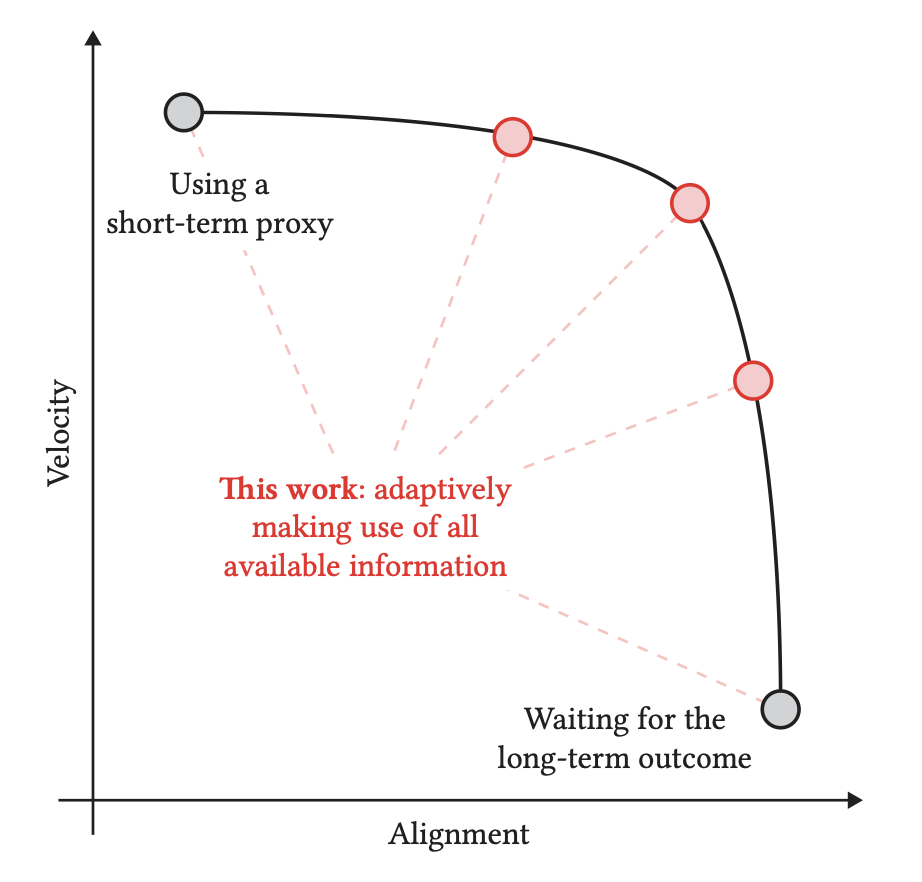 Using a
short-term proxy
Velocity
This work: adaptively
making use of all
available information
Waiting for the
long-term outcome
Alignment